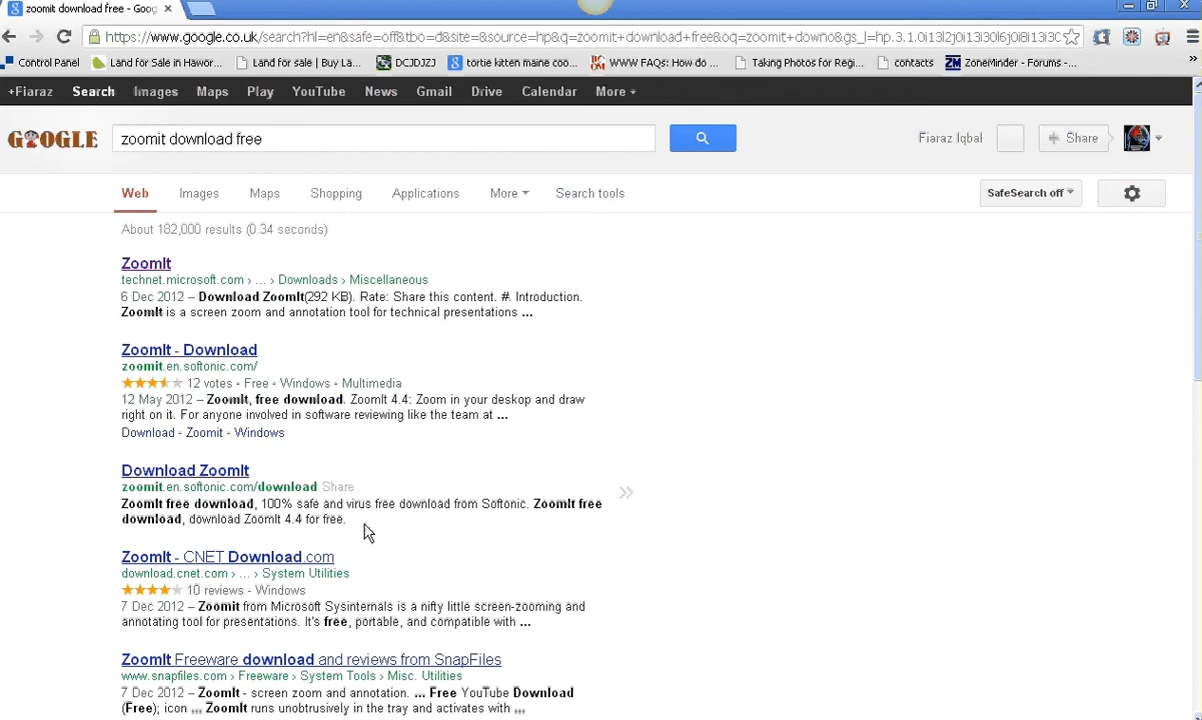 zoomit download free - Goog
https://www.google.co.uk/search?hl=en&safe=off&tbo=d&site=&source=hp&q=zoomit+download+free&oq=zoomit+downo&gs_l=hp.3.1.0i13l2j0i13i30l6j0i8i13i30
Control Panel Land for Sale in Hawor... Land for sale | Buy La... DCJDJZJ tortie kitten maine coo... WWW FAQs: How do ... Taking Photos for Regi... contacts ZoneMinder - Forums -... »
+Fiaraz Search Images Maps Play YouTube News Gmail Drive Calendar More
GOOGLE zoomit download free Fiaraz Iqbal + Share
Web Images Maps Shopping Applications More Search tools SafeSearch off
About 182,000 results (0.34 seconds)
ZoomIt
technet.microsoft.com › ... › Downloads › Miscellaneous
6 Dec 2012 – Download ZoomIt(292 KB). Rate: Share this content. #. Introduction.
ZoomIt is a screen zoom and annotation tool for technical presentations ...
ZoomIt - Download
zoomit.en.softonic.com/
12 votes - Free - Windows - Multimedia
12 May 2012 – ZoomIt, free download. ZoomIt 4.4: Zoom in your deskop and draw
right on it. For anyone involved in software reviewing like the team at ...
Download - Zoomit - Windows
Download ZoomIt
zoomit.en.softonic.com/download Share
ZoomIt free download, 100% safe and virus free download from Softonic. ZoomIt free
download, download ZoomIt 4.4 for free.
»
ZoomIt - CNET Download.com
download.cnet.com › ... › System Utilities
10 reviews - Windows
7 Dec 2012 – Zoomit from Microsoft Sysinternals is a nifty little screen-zooming and
annotating tool for presentations. It's free, portable, and compatible with ...
ZoomIt Freeware download and reviews from SnapFiles
www.snapfiles.com › Freeware › System Tools › Misc. Utilities
7 Dec 2012 – ZoomIt - screen zoom and annotation. ... Free YouTube Download
(Free); icon ... ZoomIt runs unobtrusively in the tray and activates with ...